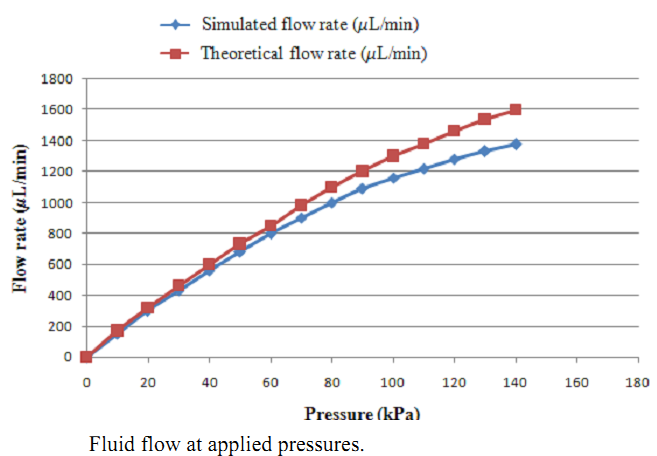 Simulated flow rate (µL/min)
Theoretical flow rate (µL/min)
1800
1600
1400
1200
1000
800
600
400
200
0
Flow rate (µL/min)
0 20 40 60 80 100 120 140 160 180
Pressure (kPa)
Fluid flow at applied pressures.